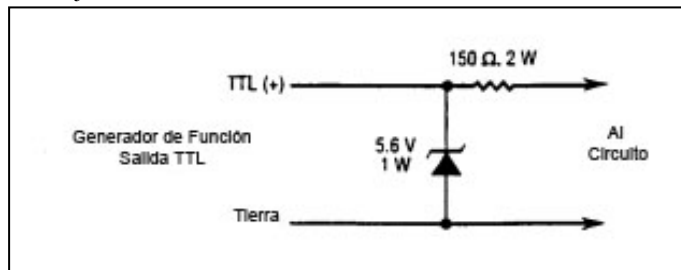 150 Ω. 2 W
TTL (+)
Generador de Función
Salida TTL
5.6 V
1 W
Al
Circuito
Tierra